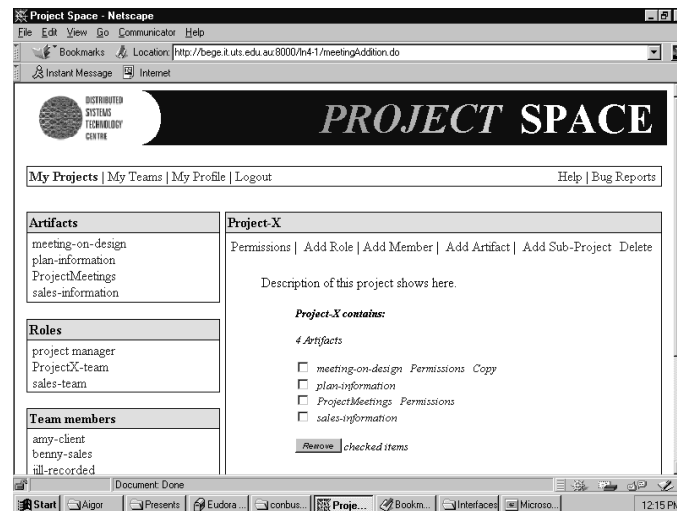 Project Space - Netscape
File Edit View Go Communicator Help
Bookmarks Location: http://bege.it.uts.edu.au:8000/ln4-1/meetingAddition.do
Instant Message Internet
DISTRIBUTED
SYSTEMS
TECHNOLOGY
CENTRE
PROJECT SPACE
My Projects | My Teams | My Profile | Logout
Help | Bug Reports
Artifacts
meeting-on-design
plan-information
ProjectMeetings
sales-information
Roles
project manager
ProjectX-team
sales-team
Team members
amy-client
benny-sales
jill-recorded
Project-X
Permissions | Add Role | Add Member | Add Artifact | Add Sub-Project Delete
Description of this project shows here.
Project-X contains:
4 Artifacts
meeting-on-design Permissions Copy
plan-information
ProjectMeetings Permissions
sales-information
Remove checked items
Document: Done
Start Aigor Presents Eudora ... conbus... Proje... Bookm... Interfaces Microso... 12:15 PM